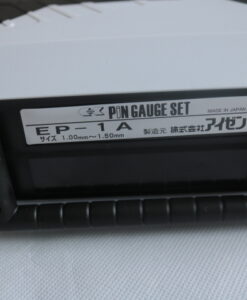 PIN GAUGE SET MADE IN JAPAN
EP-1A 製造元 株式会社アイゼン
サイズ 1.00mm～1.50mm